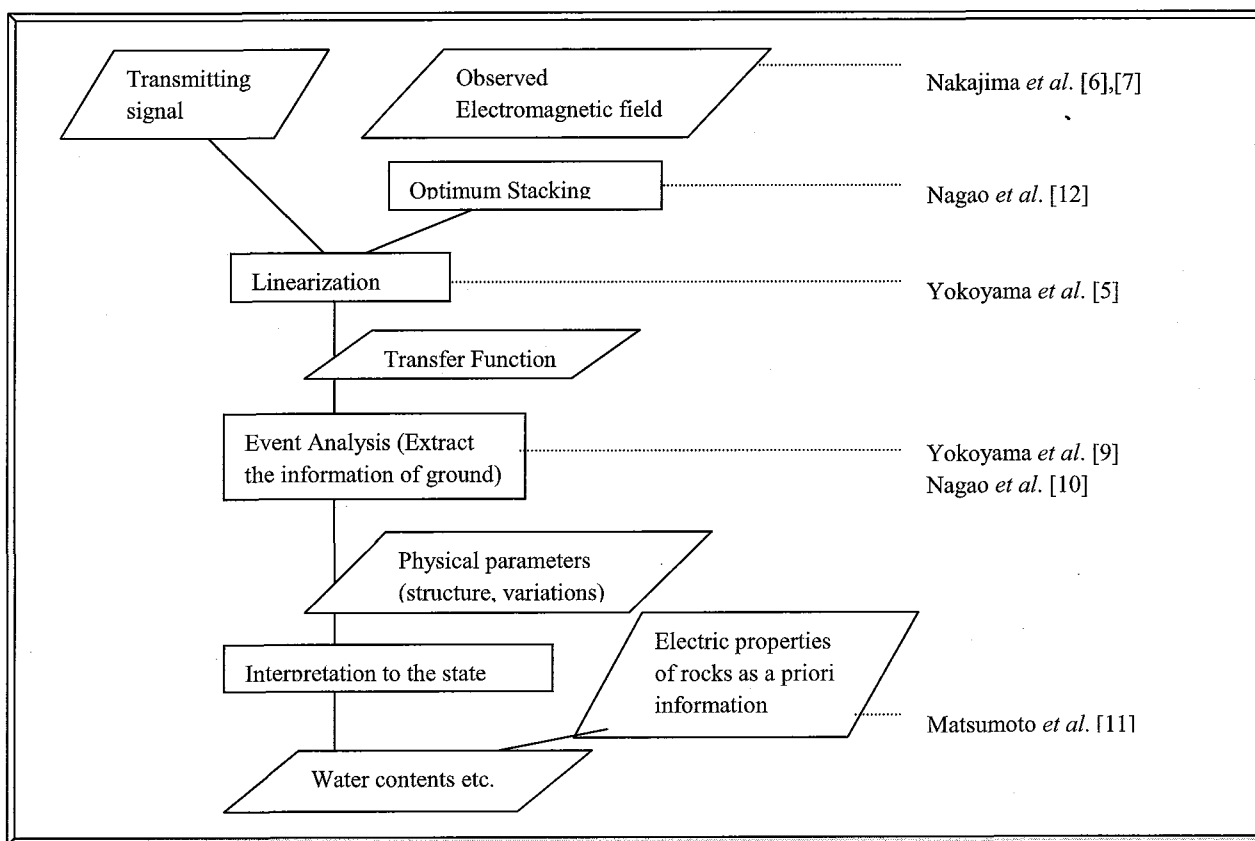 Transmitting
signal
Observed
Electromagnetic field
Nakajima et al. [6],[7]
Optimum Stacking
Nagao et al. [12]
Linearization
Yokoyama et al. [5]
Transfer Function
Event Analysis (Extract
the information of ground)
Yokoyama et al. [9]
Nagao et al. [10]
Physical parameters
(structure, variations)
Interpretation to the state
Electric properties
of rocks as a priori
information
Matsumoto et al. [11]
Water contents etc.